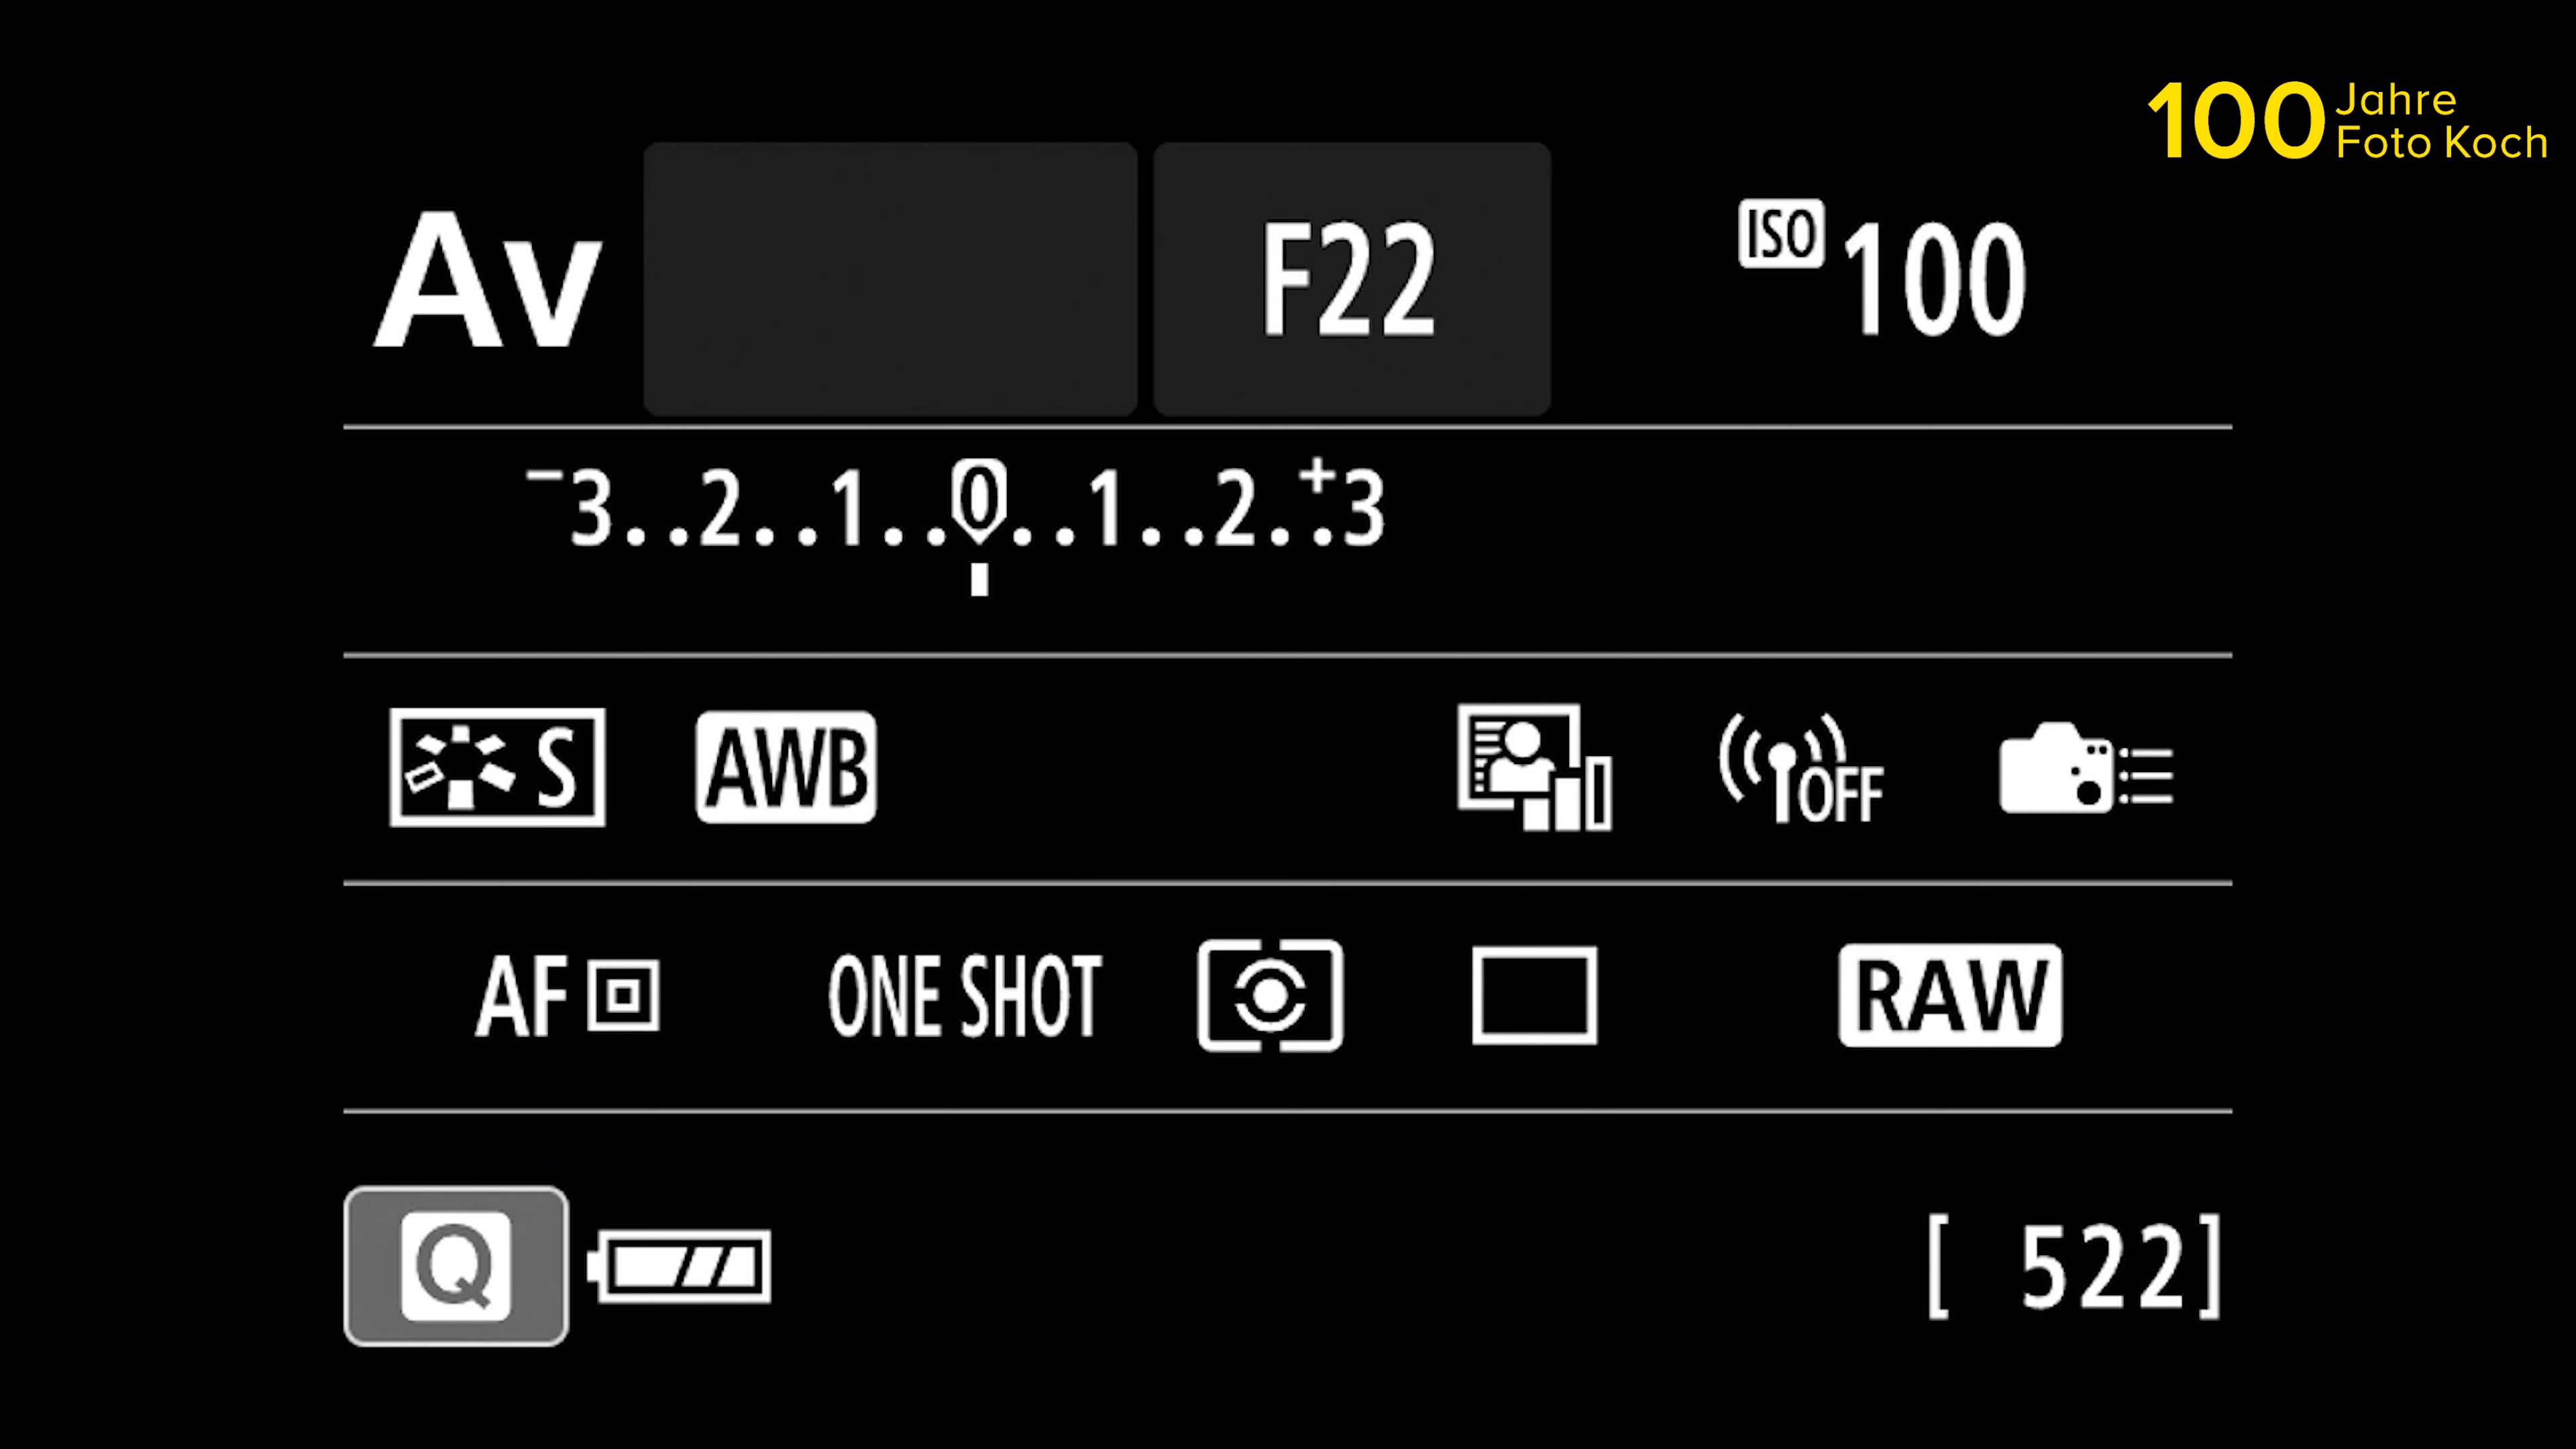 100 Jahre
Foto Koch
Av F22 ISO 100
-3..2..1..0..1..2..+3
S AWB OFF
AF ONE SHOT RAW
Q [ 522]